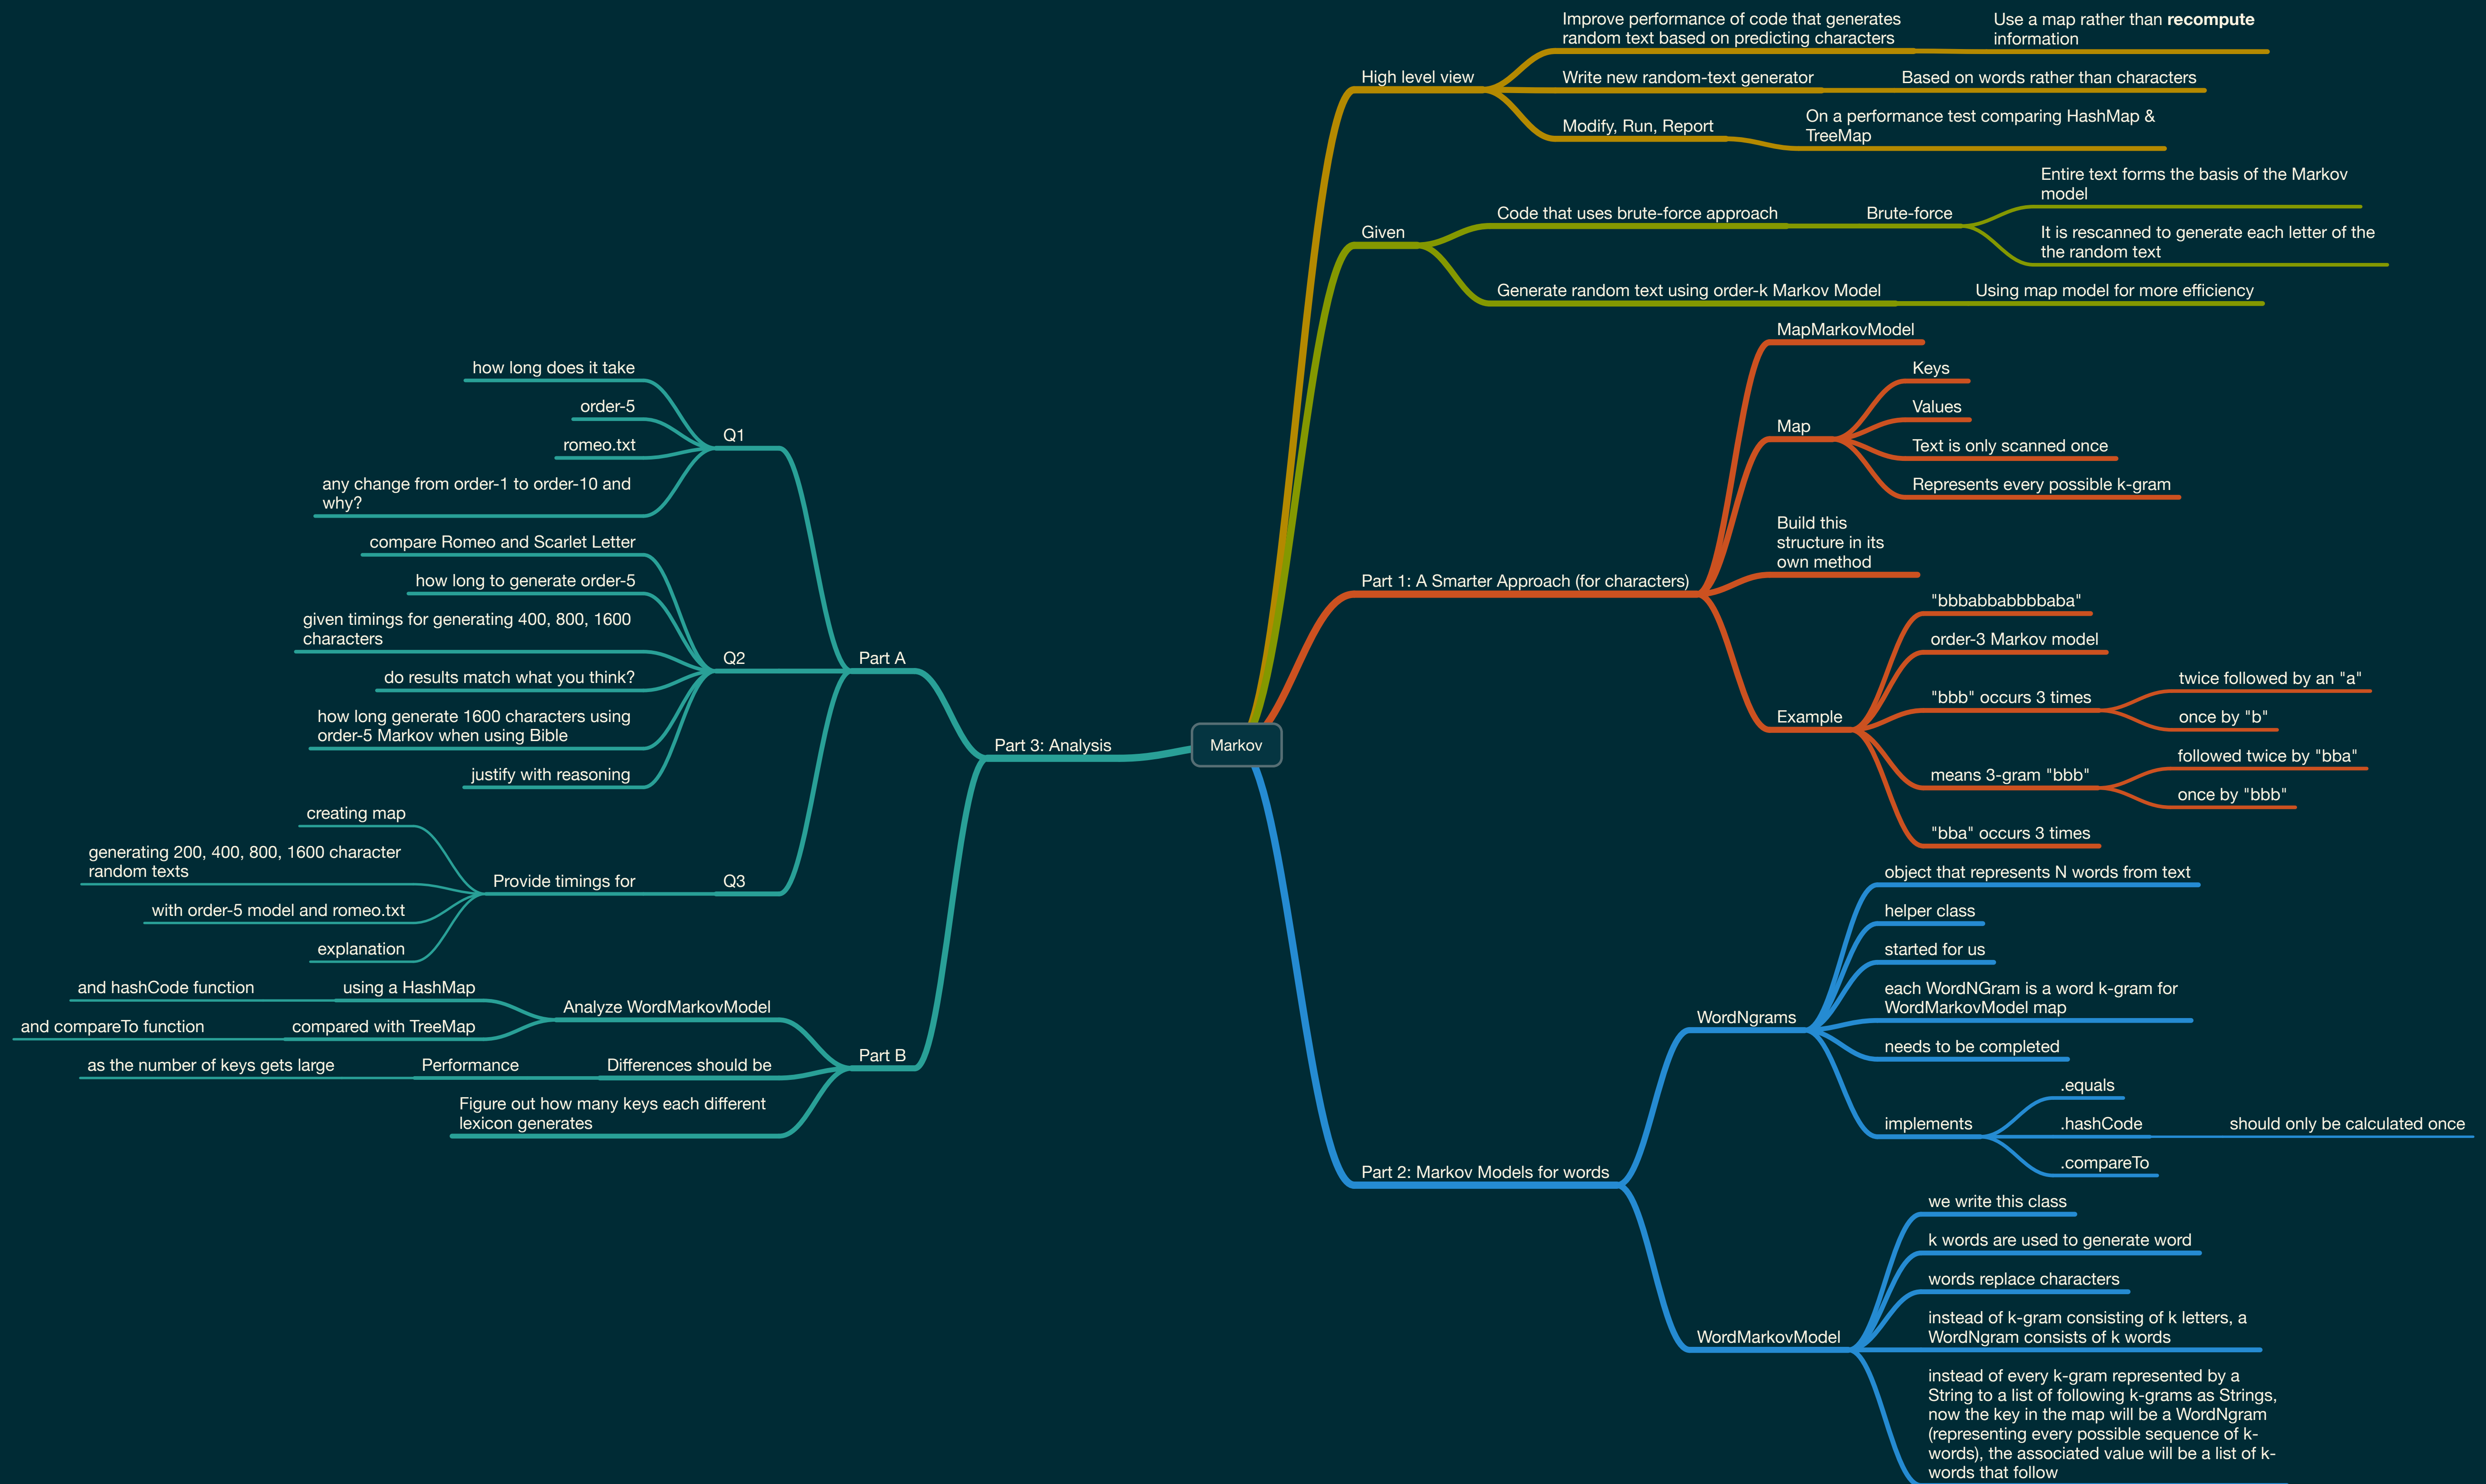 Markov
High level view
Improve performance of code that generates
random text based on predicting characters
Use a map rather than recompute
information
Write new random-text generator
Based on words rather than characters
Modify, Run, Report
On a performance test comparing HashMap &
TreeMap
Given
Code that uses brute-force approach
Brute-force
Entire text forms the basis of the Markov
model
It is rescanned to generate each letter of the
the random text
Generate random text using order-k Markov Model
Using map model for more efficiency
Part 1: A Smarter Approach (for characters)
MapMarkovModel
Map
Keys
Values
Text is only scanned once
Represents every possible k-gram
Build this
structure in its
own method
Example
"bbbabbabbbbaba"
order-3 Markov model
"bbb" occurs 3 times
twice followed by an "a"
once by "b"
means 3-gram "bbb"
followed twice by "bba"
once by "bbb"
"bba" occurs 3 times
Part 2: Markov Models for words
WordNgrams
object that represents N words from text
helper class
started for us
each WordNGram is a word k-gram for
WordMarkovModel map
needs to be completed
implements
.equals
.hashCode
should only be calculated once
.compareTo
WordMarkovModel
we write this class
k words are used to generate word
words replace characters
instead of k-gram consisting of k letters, a
WordNgram consists of k words
instead of every k-gram represented by a
String to a list of following k-grams as Strings,
now the key in the map will be a WordNgram
(representing every possible sequence of k-
words), the associated value will be a list of k-
words that follow
Part 3: Analysis
Part A
Q1
how long does it take
order-5
romeo.txt
any change from order-1 to order-10 and
why?
Q2
compare Romeo and Scarlet Letter
how long to generate order-5
given timings for generating 400, 800, 1600
characters
do results match what you think?
how long generate 1600 characters using
order-5 Markov when using Bible
justify with reasoning
Q3
Provide timings for
creating map
generating 200, 400, 800, 1600 character
random texts
with order-5 model and romeo.txt
explanation
Part B
Analyze WordMarkovModel
using a HashMap
and hashCode function
compared with TreeMap
and compareTo function
Differences should be
Performance
as the number of keys gets large
Figure out how many keys each different
lexicon generates